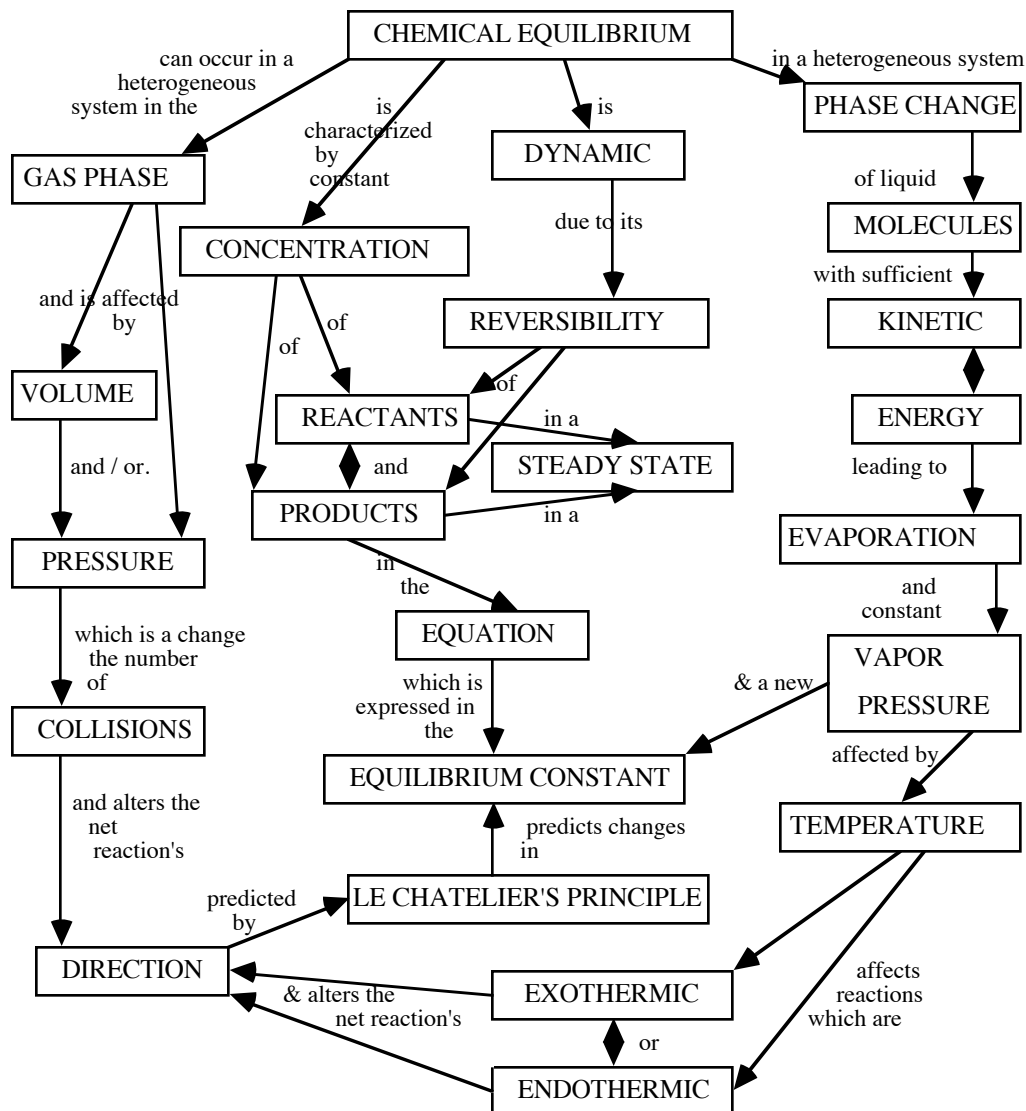 CHEMICAL EQUILIBRIUM
can occur in a
heterogeneous
system in the
is
characterized
by
constant
is
in a heterogeneous system
PHASE CHANGE
DYNAMIC
GAS PHASE
of liquid
due to its
MOLECULES
CONCENTRATION
with sufficient
and is affected
by
of
of
REVERSIBILITY
KINETIC
VOLUME
of
REACTANTS
in a
ENERGY
and / or.
and
STEADY STATE
leading to
PRODUCTS
in a
EVAPORATION
PRESSURE
in
the
and
constant
which is a change
the number
of
EQUATION
VAPOR
PRESSURE
which is
expressed in
the
& a new
COLLISIONS
affected by
EQUILIBRIUM CONSTANT
and alters the
net
reaction's
predicts changes
in
TEMPERATURE
predicted
by
LE CHATELIER'S PRINCIPLE
DIRECTION
EXOTHERMIC
affects
reactions
which are
& alters the
net reaction's
or
ENDOTHERMIC